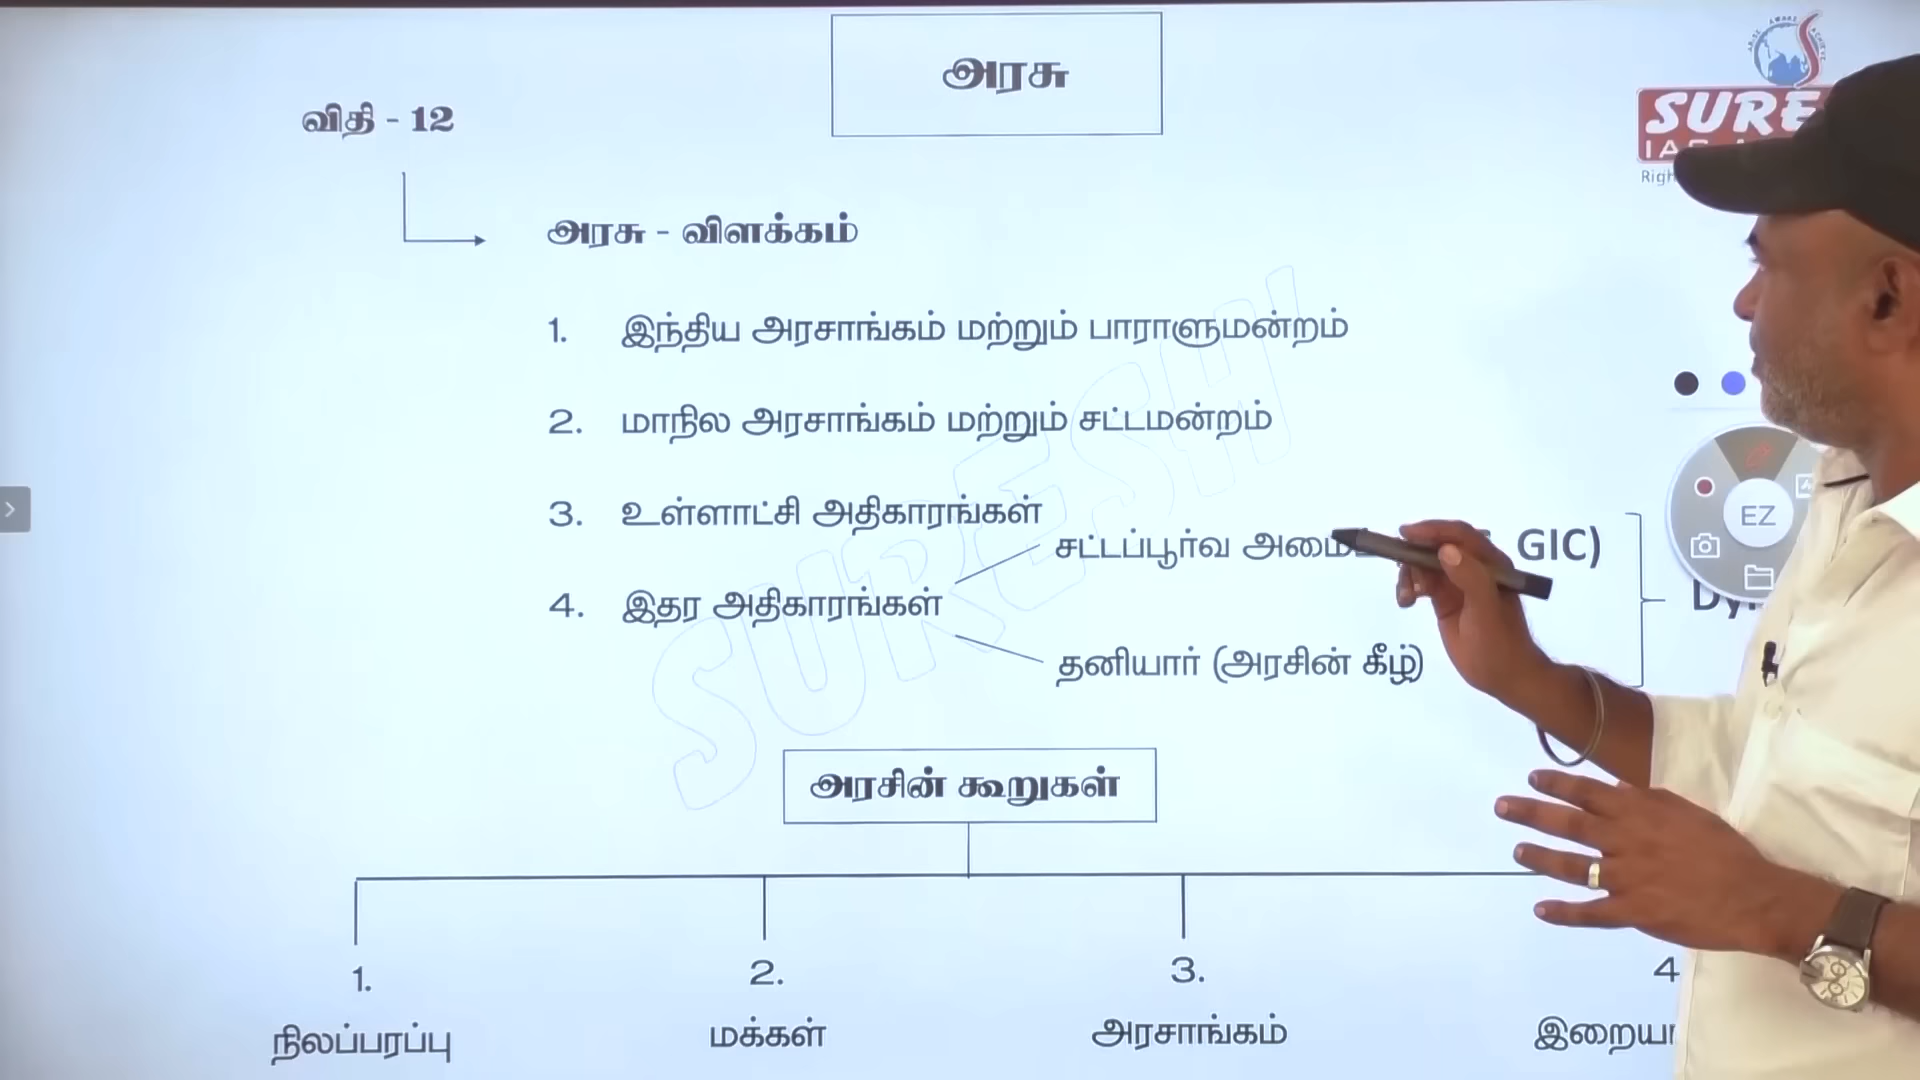 அரசு
விதி - 12
SURE
Righ
அரசு - விளக்கம்
1. இந்திய அரசாங்கம் மற்றும் பாராளுமன்றம்
2. மாநில அரசாங்கம் மற்றும் சட்டமன்றம்
3. உள்ளாட்சி அதிகாரங்கள்
EZ
சட்டப்பூர்வ GIC)
4. இதர அதிகாரங்கள்
தனியார் (அரசின் கீழ்)
SURESH
அரசின் கூறுகள்
1. 2. 3. 4
நிலப்பரப்பு மக்கள் அரசாங்கம்